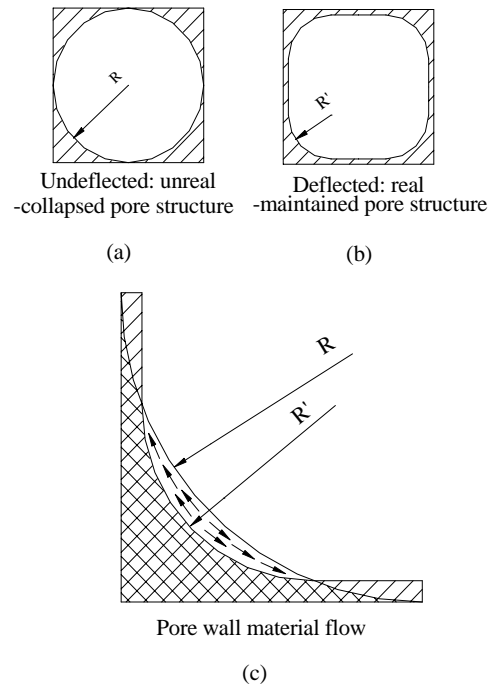 R
R'
Undeflected: unreal
-collapsed pore structure
Deflected: real
-maintained pore structure
(a)
(b)
R
R'
Pore wall material flow
(c)